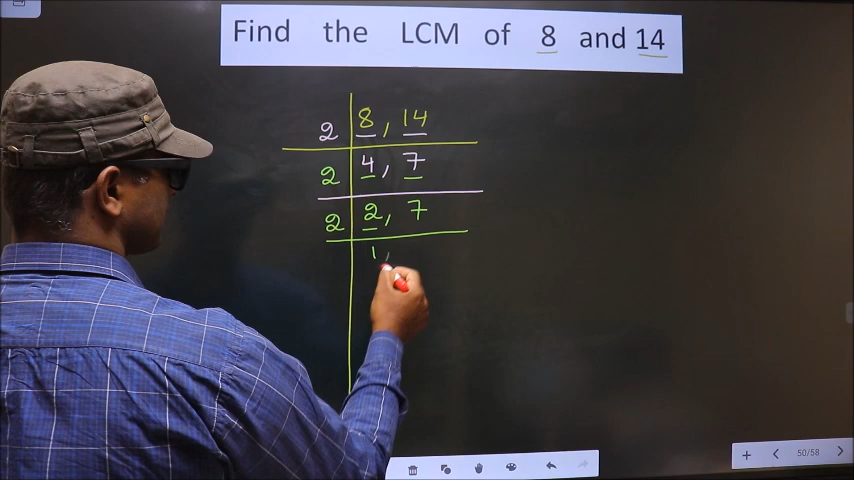 Find the LCM of 8 and 14
2 8, 14
2 4, 7
2 2, 7
1,
50/58